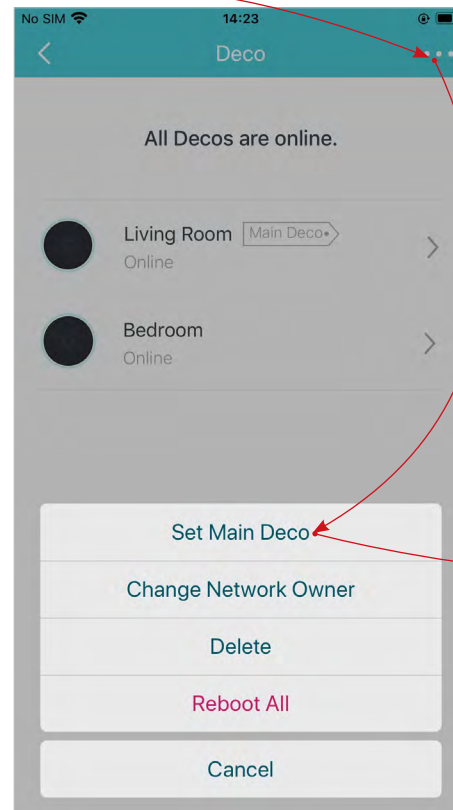 No SIM 14:23
Deco
All Decos are online.
Living Room Main Deco
Online
Bedroom
Online
Set Main Deco
Change Network Owner
Delete
Reboot All
Cancel